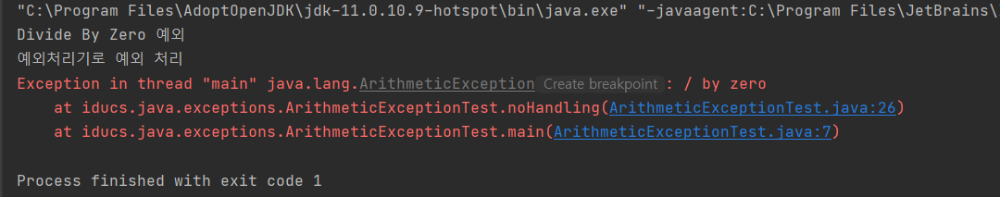 "C:\Program Files\AdoptOpenJDK\jdk-11.0.10.9-hotspot\bin\java.exe" "-javaagent:C:\Program Files\JetBrains\
Divide By Zero 예외
예외처리기로 예외 처리
Exception in thread "main" java.lang.ArithmeticException Create breakpoint : / by zero
at iducs.java.exceptions.ArithmeticExceptionTest.noHandling(ArithmeticExceptionTest.java:26)
at iducs.java.exceptions.ArithmeticExceptionTest.main(ArithmeticExceptionTest.java:7)
Process finished with exit code 1